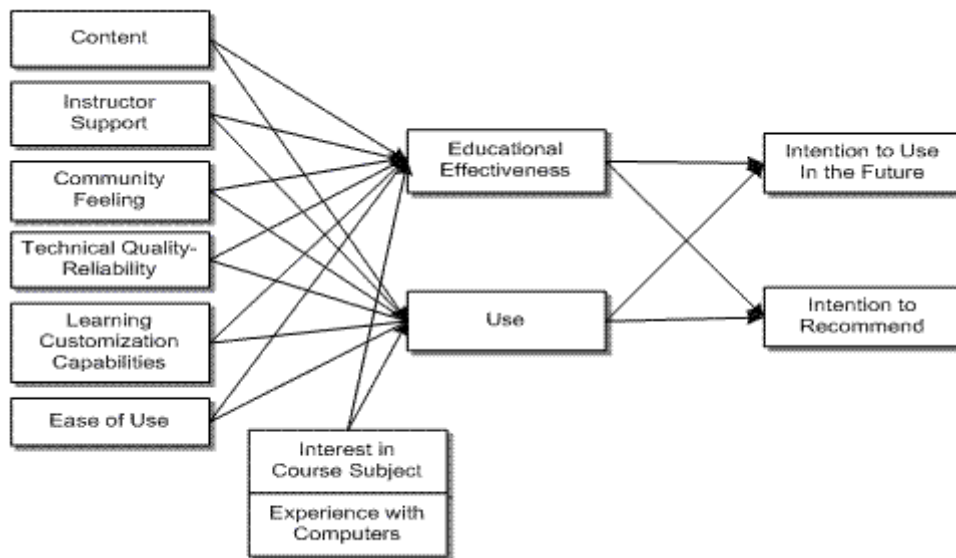 Content
Instructor
Support
Community
Feeling
Technical Quality-
Reliability
Learning
Customization
Capabilities
Ease of Use
Interest in
Course Subject
Experience with
Computers
Educational
Effectiveness
Use
Intention to Use
In the Future
Intention to
Recommend